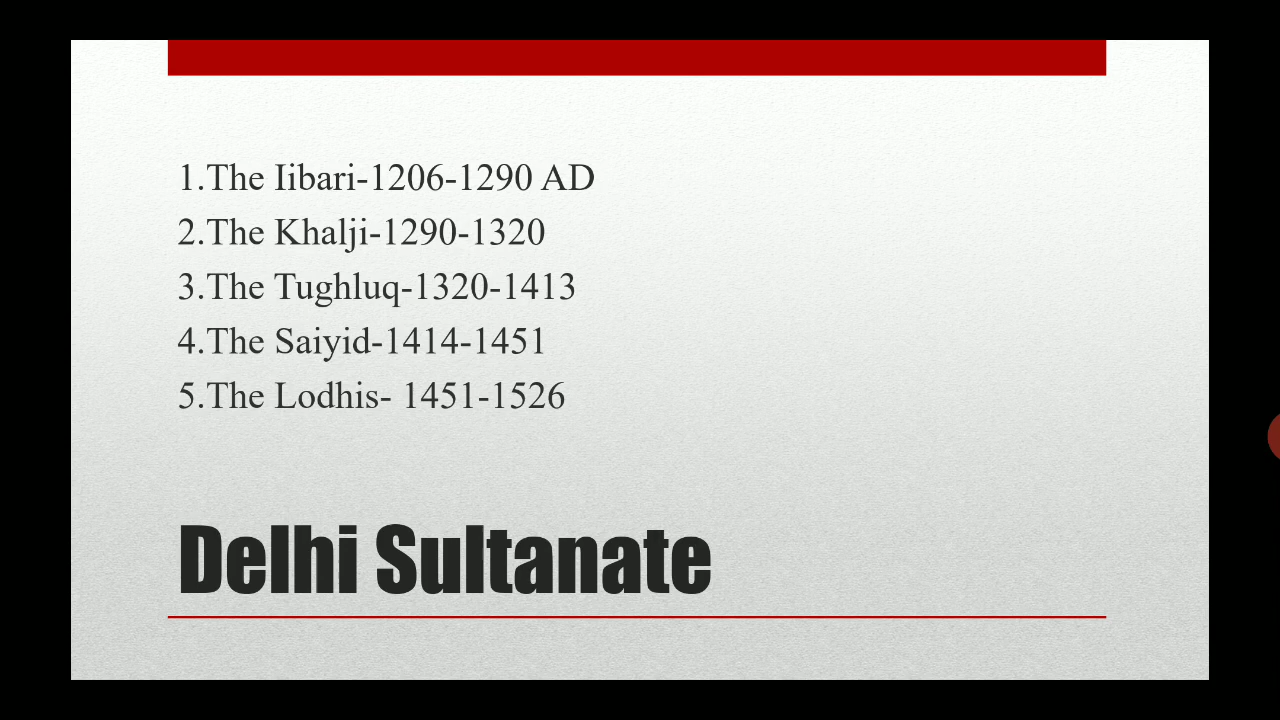 1.The Iibari-1206-1290 AD
2.The Khalji-1290-1320
3.The Tughluq-1320-1413
4.The Saiyid-1414-1451
5.The Lodhis- 1451-1526
Delhi Sultanate